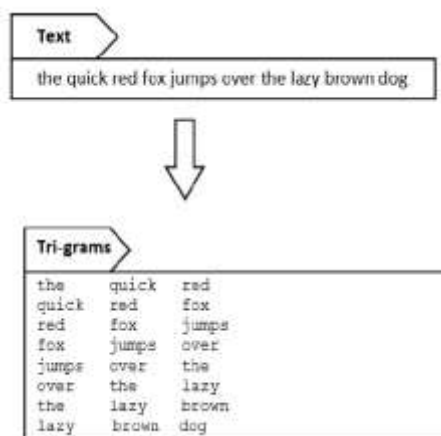 Text
the quick red fox jumps over the lazy brown dog
Tri-grams
the quick red
quick red fox
red fox jumps
fox jumps over
jumps over the
over the lazy
the lazy brown
lazy brown dog